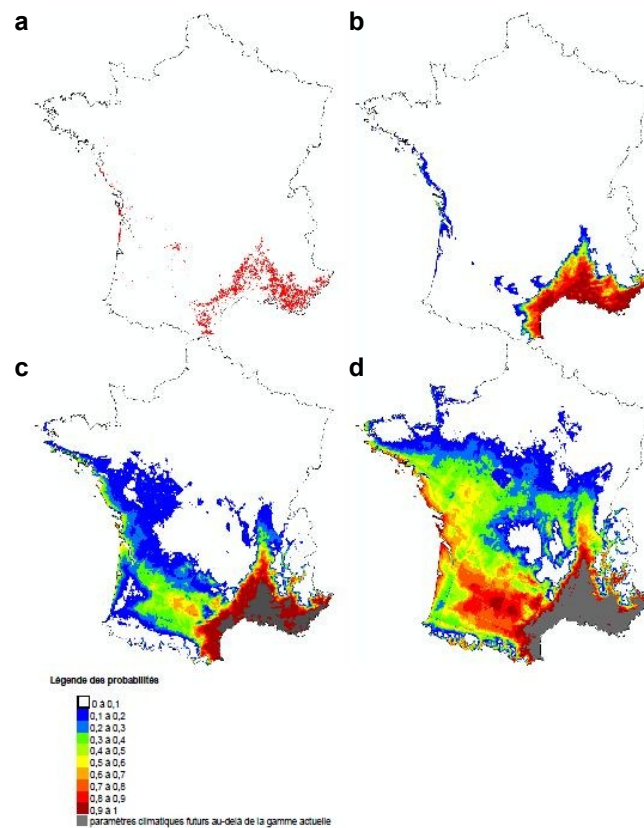 a
b
c
d
Légende des probabilités
0 à 0,1
0,1 à 0,2
0,2 à 0,3
0,3 à 0,4
0,4 à 0,5
0,5 à 0,6
0,6 à 0,7
0,7 à 0,8
0,8 à 0,9
0,9 à 1
paramètres climatiques futurs au-delà de la gamme actuelle